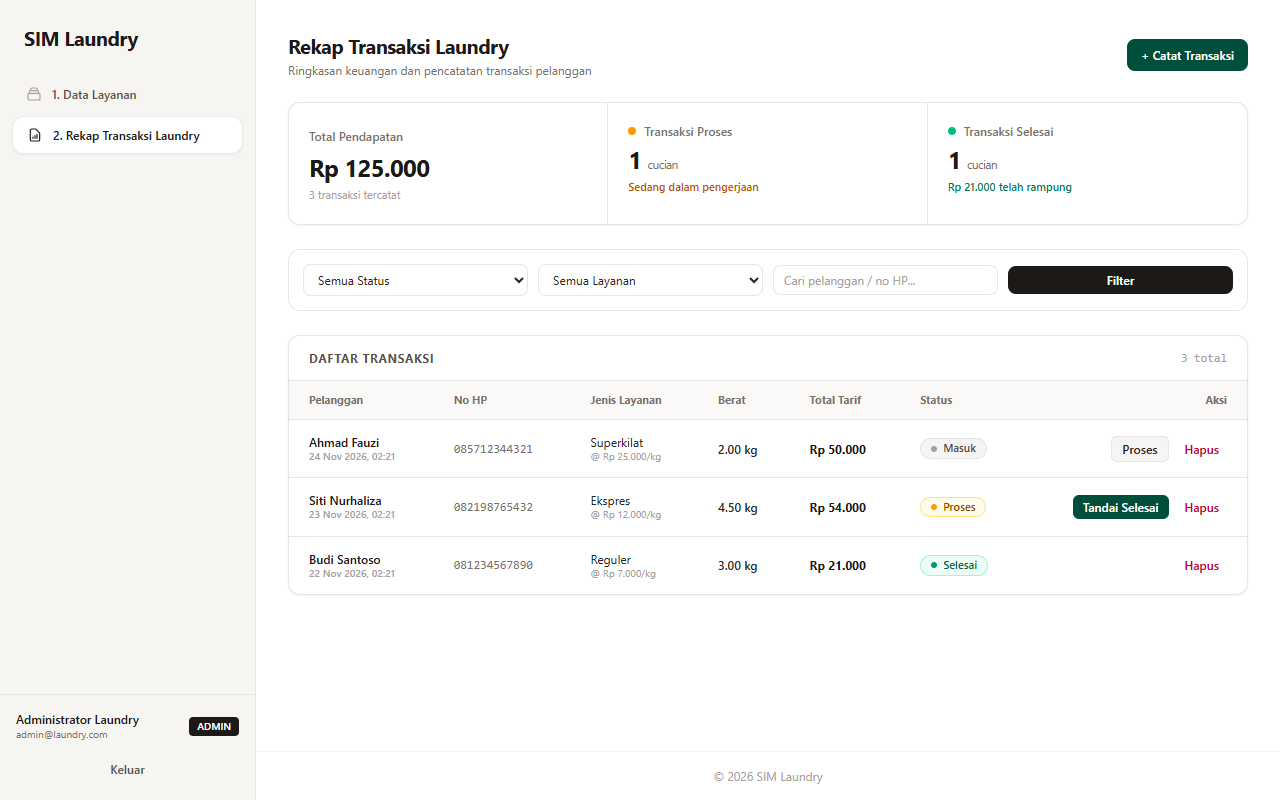 SIM Laundry
1. Data Layanan
2. Rekap Transaksi Laundry
Administrator Laundry
admin@laundry.com
ADMIN
Keluar
Rekap Transaksi Laundry
Ringkasan keuangan dan pencatatan transaksi pelanggan
+ Catat Transaksi
Total Pendapatan
Rp 125.000
3 transaksi tercatat
Transaksi Proses
1 cucian
Sedang dalam pengerjaan
Transaksi Selesai
1 cucian
Rp 21.000 telah rampung
Semua Status
Semua Layanan
Cari pelanggan / no HP...
Filter
DAFTAR TRANSAKSI
3 total
Pelanggan No HP Jenis Layanan Berat Total Tarif Status Aksi
Ahmad Fauzi 085712344321 Superkilat 2.00 kg Rp 50.000 Masuk Proses Hapus
24 Nov 2026, 02:21 @ Rp 25.000/kg
Siti Nurhaliza 082198765432 Ekspres 4.50 kg Rp 54.000 Proses Tandai Selesai Hapus
23 Nov 2026, 02:21 @ Rp 12.000/kg
Budi Santoso 081234567890 Reguler 3.00 kg Rp 21.000 Selesai Hapus
22 Nov 2026, 02:21 @ Rp 7.000/kg
© 2026 SIM Laundry